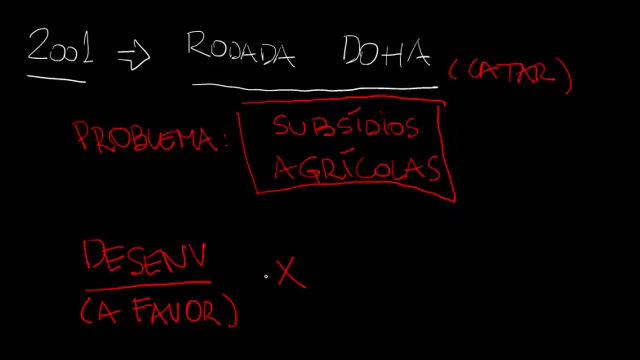 2001 ⇒ RODADA DOHA (CATAR)
PROBLEMA: SUBSÍDIOS
AGRÍCOLAS
DESENV X
(A FAVOR)